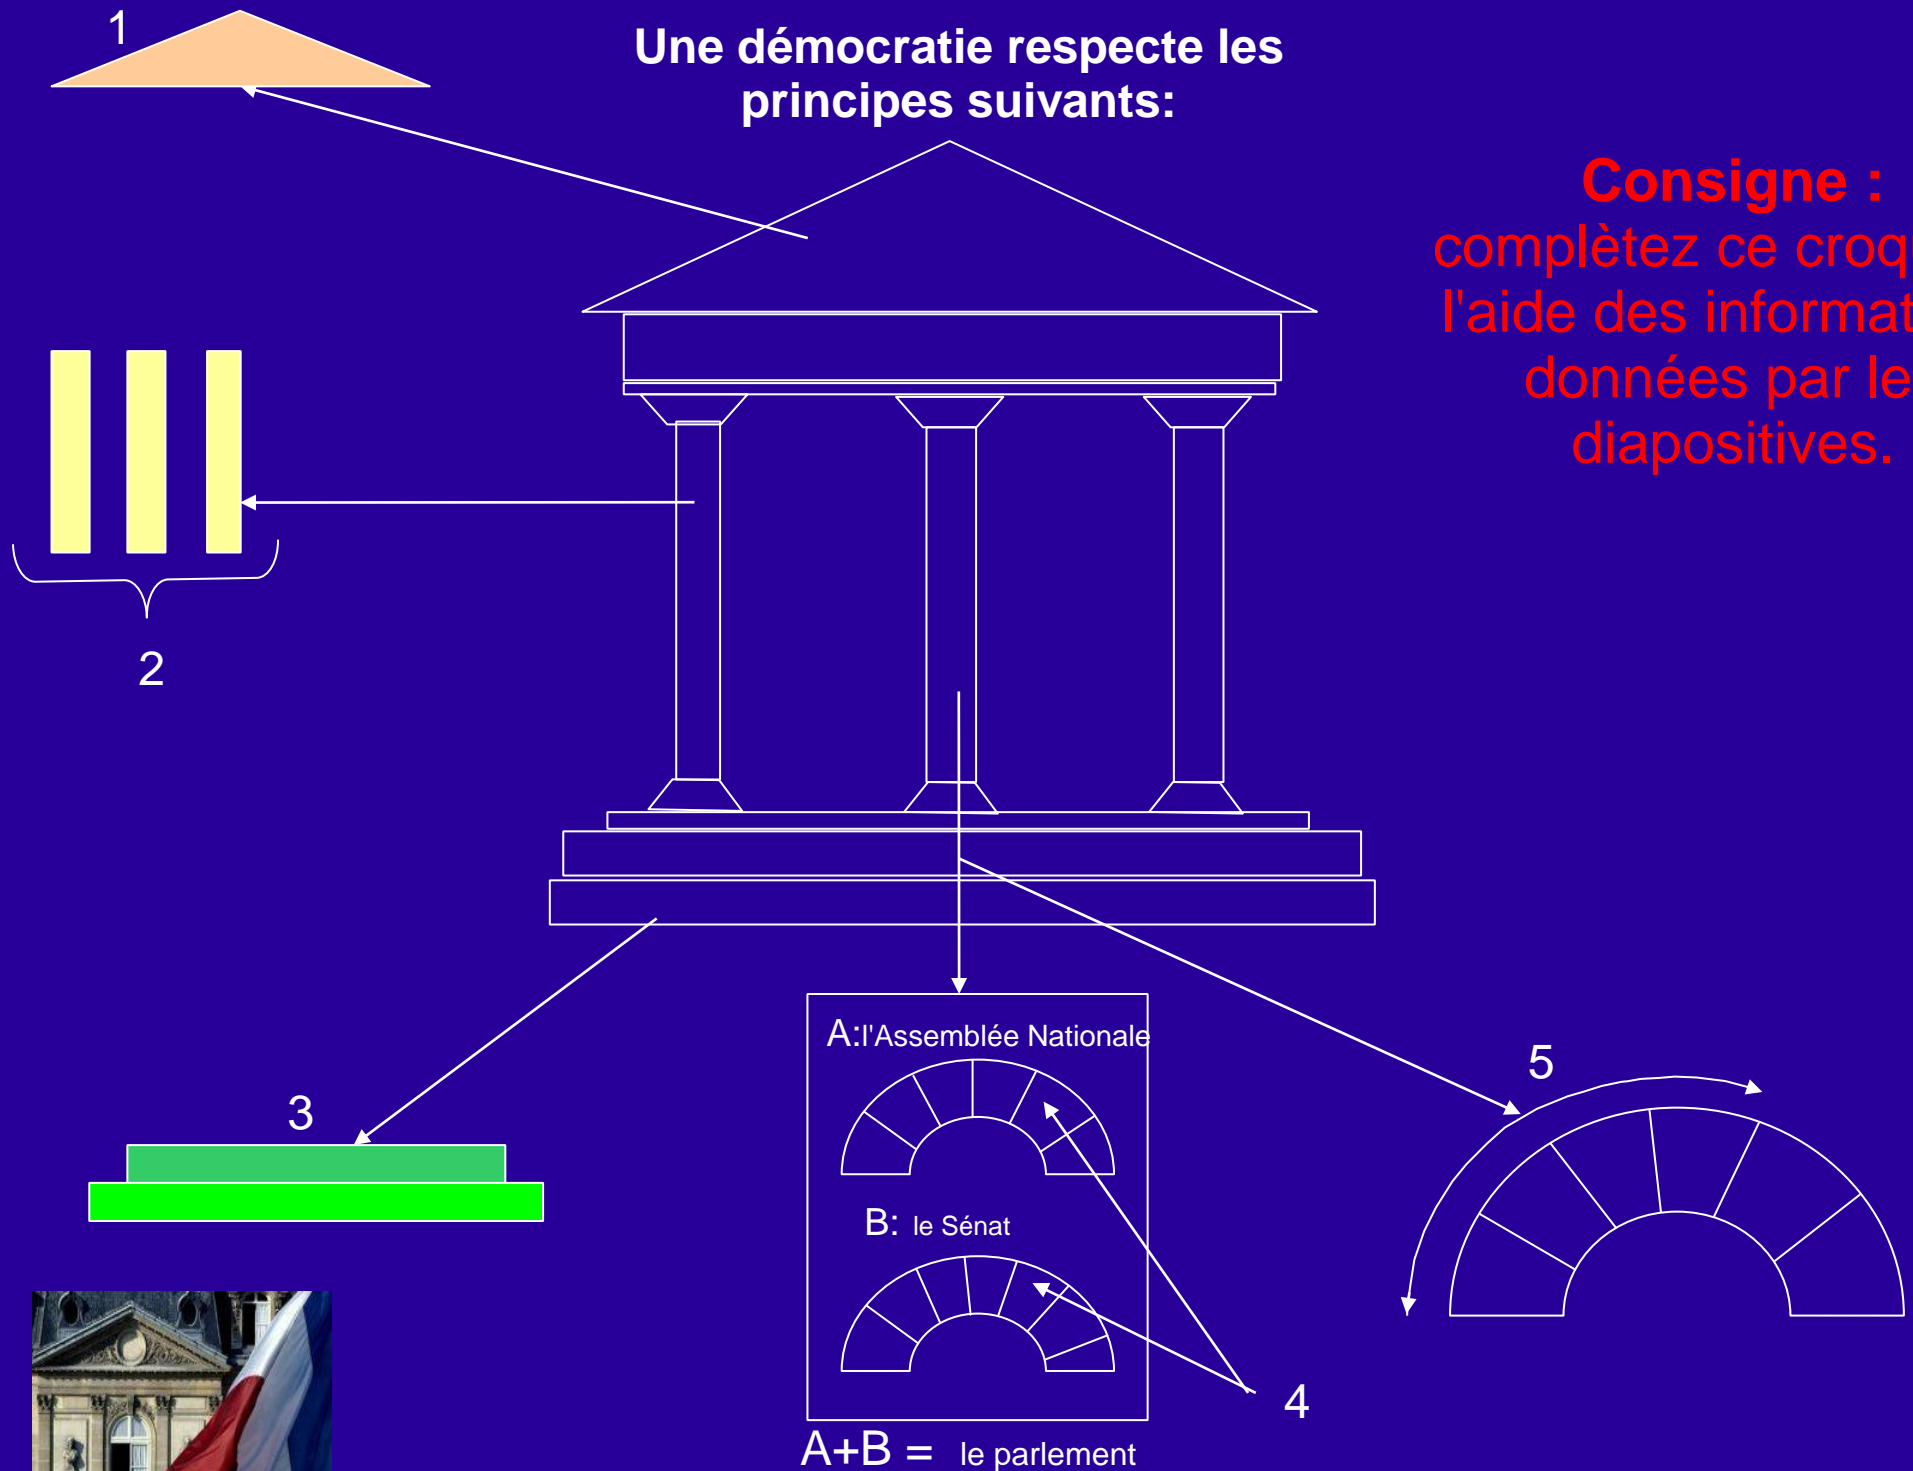 1
Une démocratie respecte les
principes suivants:
Consigne :
complètez ce croq
l'aide des informat
données par le
diapositives.
2
3
A:l'Assemblée Nationale
5
B: le Sénat
4
A+B = le parlement